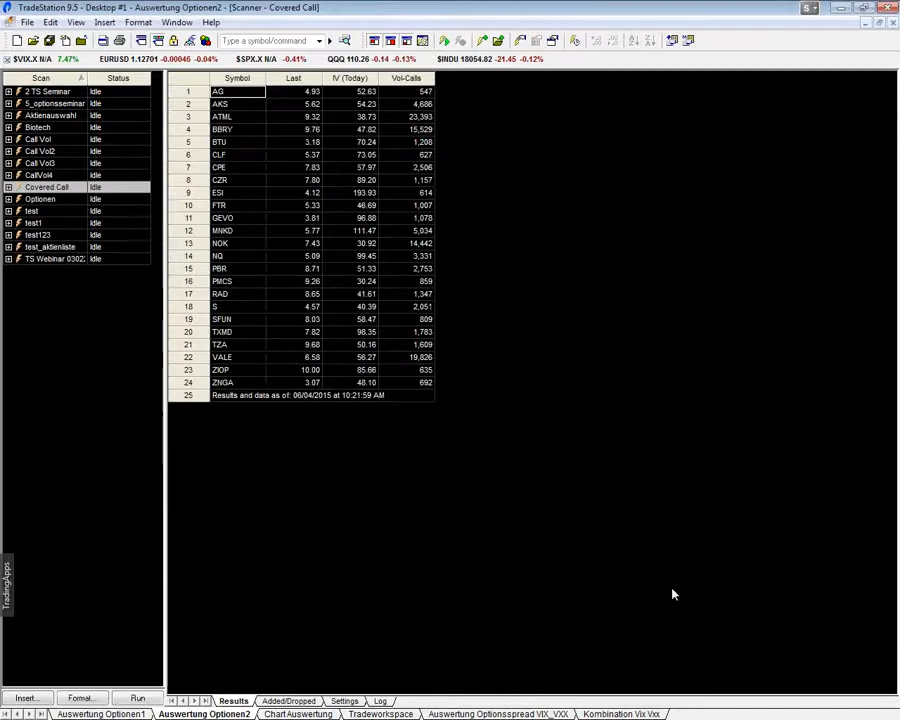 TradeStation 9.5 - Desktop #1 - Auswertung Optionen2 - [Scanner - Covered Call]
File Edit View Insert Format Window Help
Type a symbol/command
$VIX.X N/A 7.47% EURUSD 1.12701 -0.00045 -0.04% $SPX.X N/A -0.41% QQQ 110.26 -0.14 -0.13% $INDU 18054.82 -21.45 -0.12%
Scan Status
2 TS Seminar Idle
5_optionsseminar Idle
Aktienauswahl Idle
Biotech Idle
Call Vol Idle
Call Vol2 Idle
Call Vol3 Idle
CallVol4 Idle
Covered Call Idle
Optionen Idle
test Idle
test1 Idle
test123 Idle
test_aktienliste Idle
TS Webinar 0302 Idle
Symbol Last IV (Today) Vol-Calls
1 AG 4.93 52.63 547
2 AKS 5.62 54.23 4,686
3 ATML 9.32 38.73 23,393
4 BBRY 9.76 47.82 15,529
5 BTU 3.18 70.24 1,208
6 CLF 5.37 73.05 627
7 CPE 7.83 57.97 2,506
8 CZR 7.80 89.20 1,157
9 ESI 4.12 193.93 614
10 FTR 5.33 46.69 1,007
11 GEVO 3.81 96.88 1,078
12 MNKD 5.77 111.47 5,034
13 NOK 7.43 30.92 14,442
14 NQ 5.09 99.45 3,331
15 PBR 8.71 51.33 2,753
16 PMCS 9.26 30.24 859
17 RAD 8.65 41.61 1,347
18 S 4.57 40.39 2,051
19 SFUN 8.03 58.47 809
20 TXMD 7.82 98.35 1,783
21 TZA 9.68 50.16 1,609
22 VALE 6.58 56.27 19,826
23 ZIOP 10.00 85.66 635
24 ZNGA 3.07 48.10 692
25 Results and data as of: 06/04/2015 at 10:21:59 AM
TradingApps
Insert... Format... Run
Results Added/Dropped Settings Log
Auswertung Optionen1 Auswertung Optionen2 Chart Auswertung Tradeworkspace Auswertung Optionsspread VIX_VXX Kombination Vix Vxx